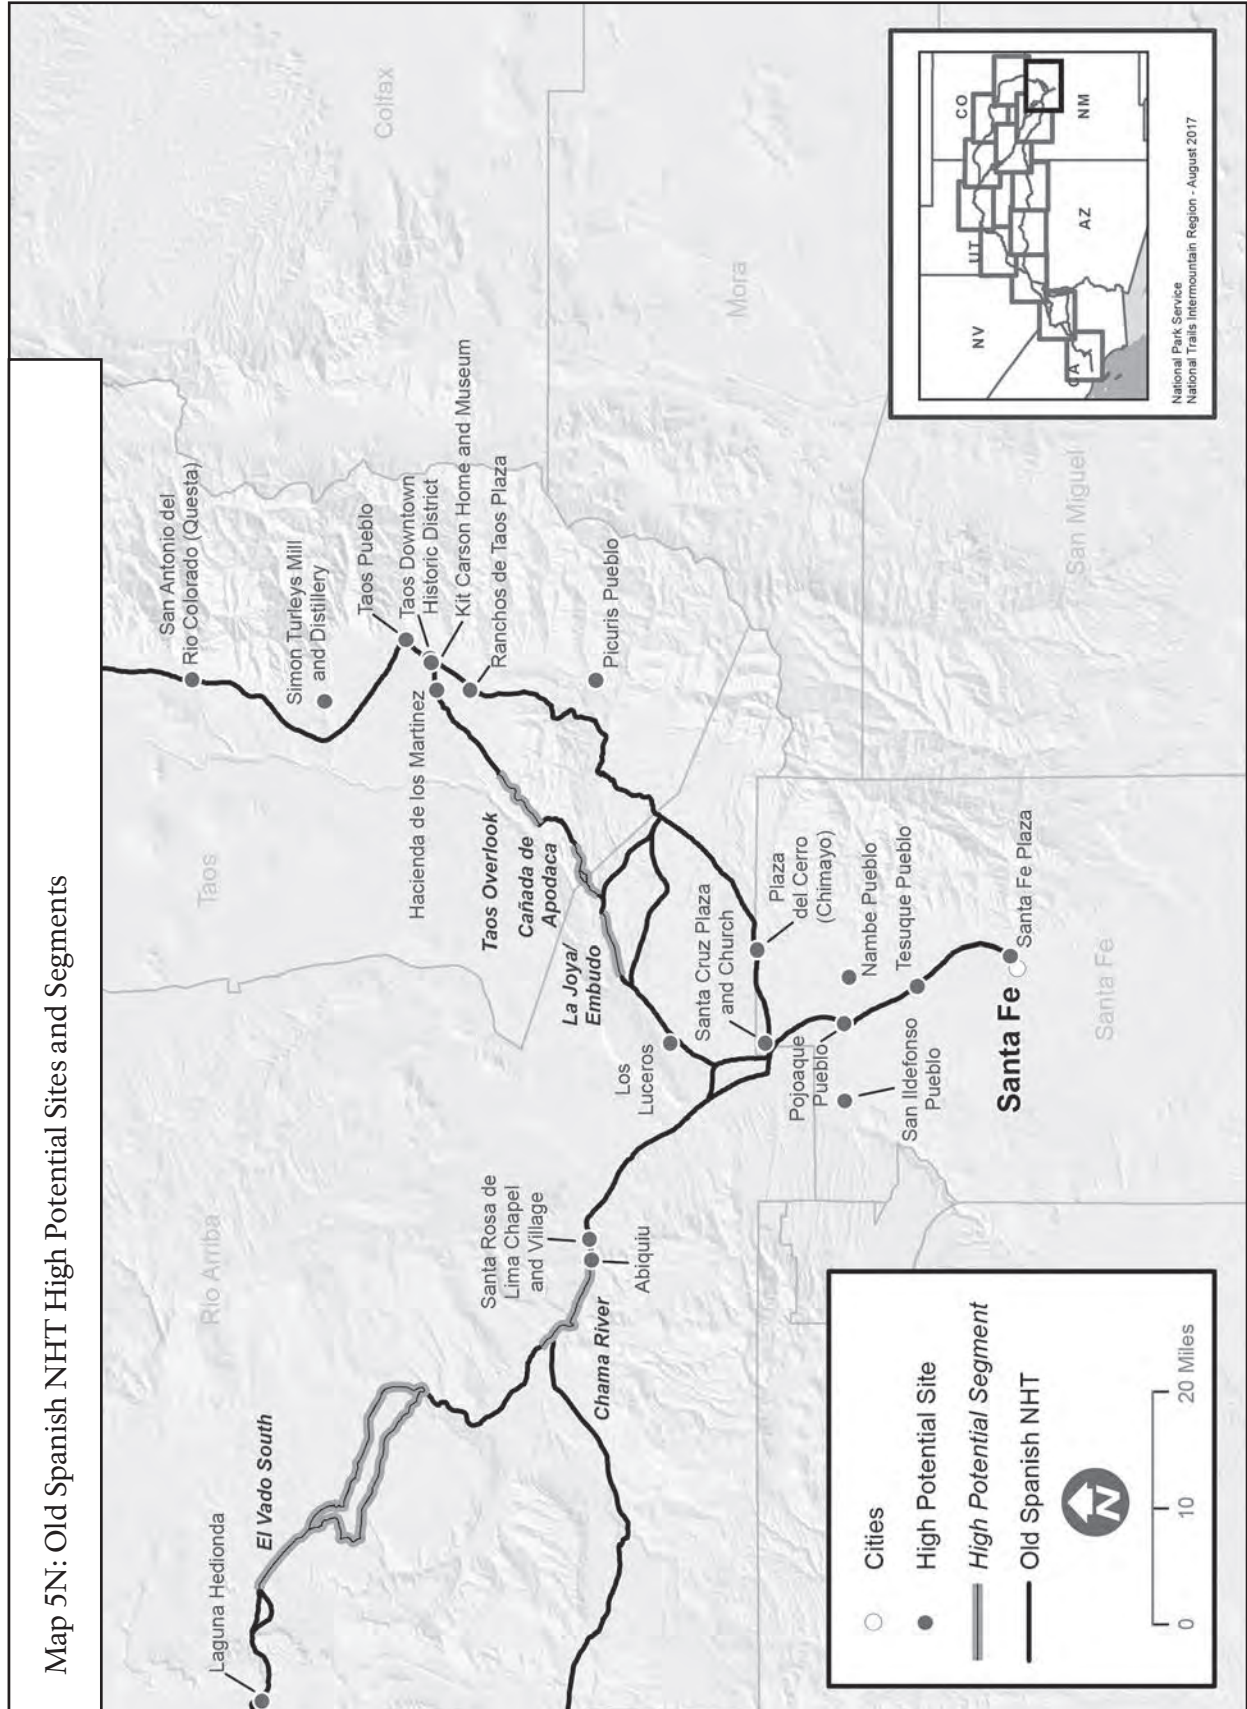 Map 5N: Old Spanish NHT High Potential Sites and Segments
Laguna Hedionda
El Vado South
Rio Arriba
Santa Rosa de
Lima Chapel
and Village
Abiquiu
Chama River
Taos
Colfax
San Antonio del
Rio Colorado (Questa)
Simon Turleys Mill
and Distillery
Taos Pueblo
Taos Downtown
Historic District
Kit Carson Home and Museum
Ranchos de Taos Plaza
Hacienda de los Martinez
Picuris Pueblo
Taos Overlook
Cañada de
Apodaca
La Joya/
Embudo
Los
Luceros
Santa Cruz Plaza
and Church
Plaza
del Cerro
(Chimayo)
Mora
Pojoaque
Pueblo
Nambe Pueblo
San Ildefonso
Pueblo
Tesuque Pueblo
Santa Fe
Santa Fe Plaza
Santa Fe
San Miguel
Cities
High Potential Site
High Potential Segment
Old Spanish NHT
N
0 10 20 Miles
NV
UT
CO
CA
AZ
NM
National Park Service
National Trails Intermountain Region - August 2017